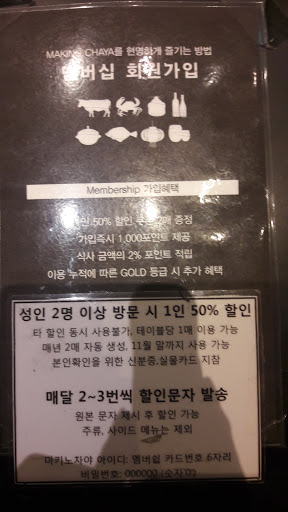 MAKINO CHAYA를 현명하게 즐기는 방법
멤버십 회원가입
Membership 가입혜택
50% 할인 2매 증정
가입즉시 1,000포인트 제공
식사 금액의 2% 포인트 적립
이용 누적에 따른 GOLD 등급 시 추가 혜택
성인 2명 이상 방문 시 1인 50% 할인
타 할인 동시 사용불가, 테이블당 1매 이용 가능
매년 2매 자동 생성, 11월 말까지 사용 가능
본인확인을 위한 신분증,실물카드 지참
매달 2~3번씩 할인문자 발송
원본 문자 제시 후 할인 가능
주류, 사이드 메뉴는 제외
마키노차야 아이디: 멤버쉽 카드번호 6자리
비밀번호: 000000 (숫자 0)